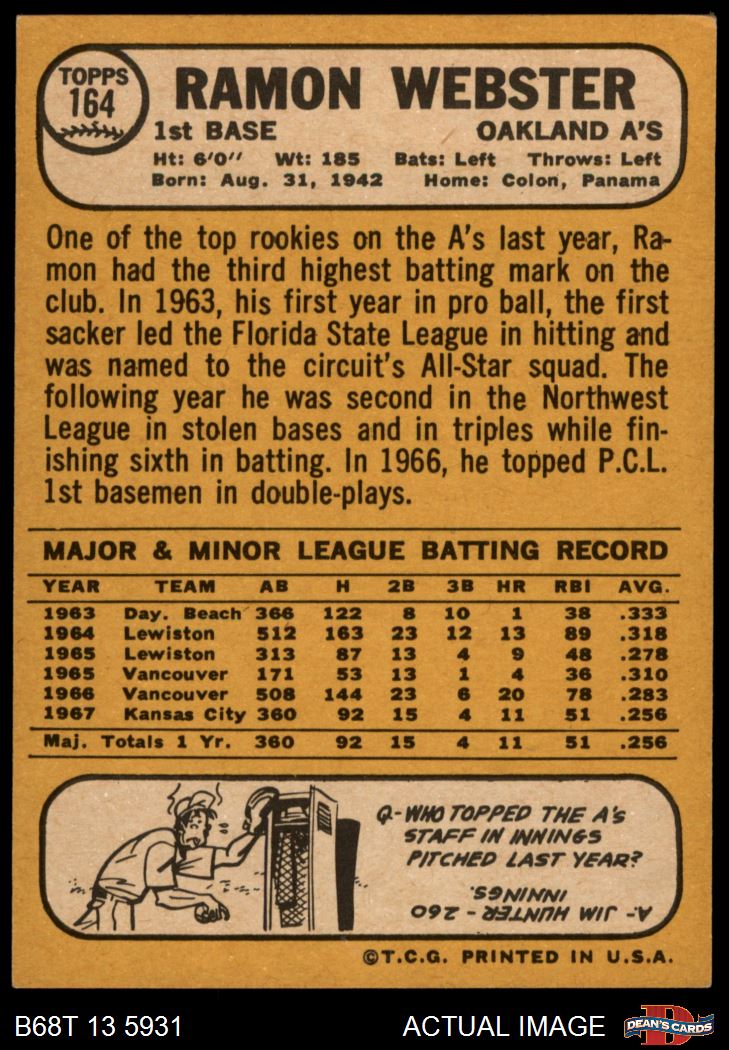 TOPPS
164
RAMON WEBSTER
1st BASE OAKLAND A'S
Ht: 6'0" Wt: 185 Bats: Left Throws: Left
Born: Aug. 31, 1942 Home: Colon, Panama
One of the top rookies on the A's last year, Ra-
mon had the third highest batting mark on the
club. In 1963, his first year in pro ball, the first
sacker led the Florida State League in hitting and
was named to the circuit's All-Star squad. The
following year he was second in the Northwest
League in stolen bases and in triples while fin-
ishing sixth in batting. In 1966, he topped P.C.L.
1st basemen in double-plays.
MAJOR & MINOR LEAGUE BATTING RECORD
YEAR TEAM AB H 2B 3B HR RBI AVG.
1963 Day. Beach 366 122 8 10 1 38 .333
1964 Lewiston 512 163 23 12 13 89 .318
1965 Lewiston 313 87 13 4 9 48 .278
1965 Vancouver 171 53 13 1 4 36 .310
1966 Vancouver 508 144 23 6 20 78 .283
1967 Kansas City 360 92 15 4 11 51 .256
Maj. Totals 1 Yr. 360 92 15 4 11 51 .256
Q-WHO TOPPED THE A's
STAFF IN INNINGS
PITCHED LAST YEAR?
A- JIM HUNTER - 260
INNINGS.
©T.C.G. PRINTED IN U.S.A.
B68T 13 5931 ACTUAL IMAGE D DEAN'S CARDS